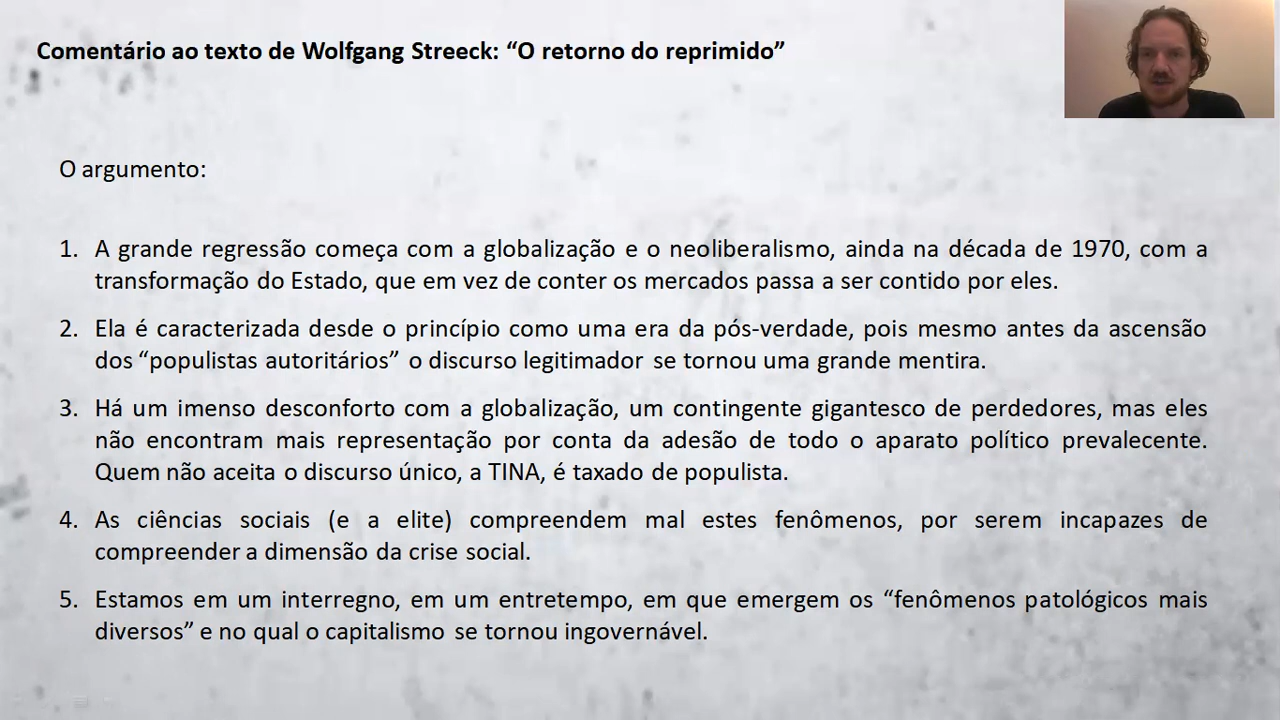 Comentário ao texto de Wolfgang Streeck: “O retorno do reprimido”
O argumento:
1. A grande regressão começa com a globalização e o neoliberalismo, ainda na década de 1970, com a
transformação do Estado, que em vez de conter os mercados passa a ser contido por eles.
2. Ela é caracterizada desde o princípio como uma era da pós-verdade, pois mesmo antes da ascensão
dos “populistas autoritários” o discurso legitimador se tornou uma grande mentira.
3. Há um imenso desconforto com a globalização, um contingente gigantesco de perdedores, mas eles
não encontram mais representação por conta da adesão de todo o aparato político prevalecente.
Quem não aceita o discurso único, a TINA, é taxado de populista.
4. As ciências sociais (e a elite) compreendem mal estes fenômenos, por serem incapazes de
compreender a dimensão da crise social.
5. Estamos em um interregno, em um entretempo, em que emergem os “fenômenos patológicos mais
diversos” e no qual o capitalismo se tornou ingovernável.